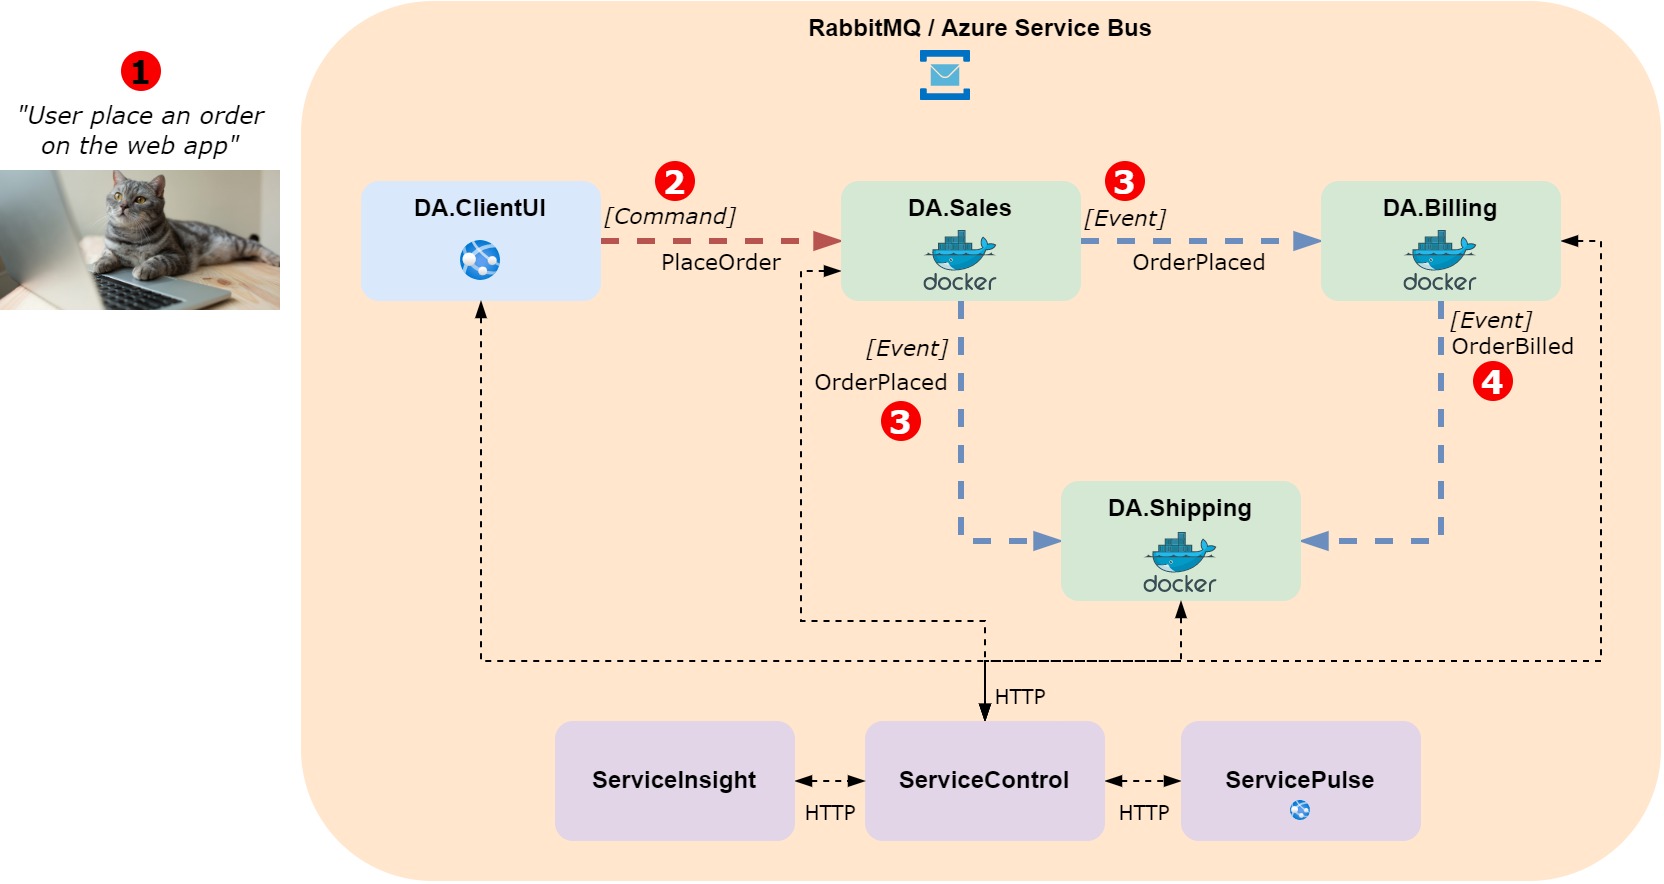 RabbitMQ / Azure Service Bus
1
"User place an order
on the web app"
DA.ClientUI
2
[Command]
PlaceOrder
DA.Sales
docker
3
[Event]
OrderPlaced
DA.Billing
docker
[Event]
OrderPlaced
3
[Event]
OrderBilled
4
DA.Shipping
docker
HTTP
ServiceInsight
HTTP
ServiceControl
HTTP
ServicePulse